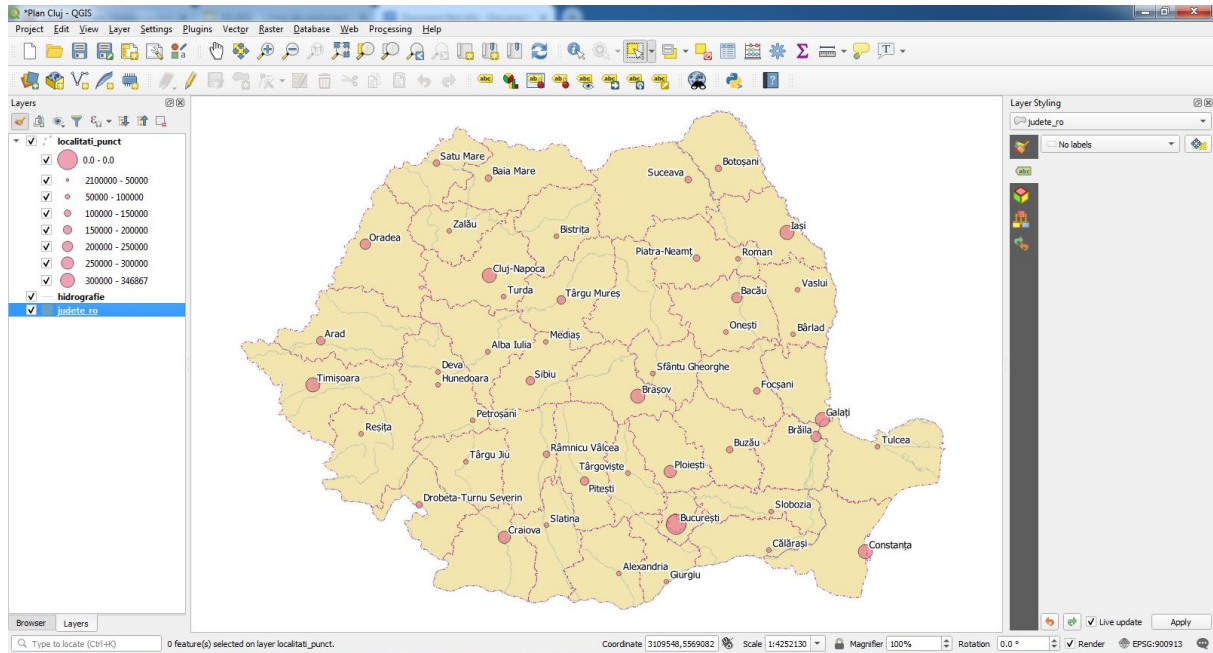 *Plan Cluj - QGIS
Project Edit View Layer Settings Plugins Vector Raster Database Web Processing Help
Layers
localitati_punct
0.0 - 0.0
2100000 - 50000
50000 - 100000
100000 - 150000
150000 - 200000
200000 - 250000
250000 - 300000
300000 - 346867
hidrografie
judete_ro
Browser Layers
Satu Mare
Baia Mare
Suceava
Botoșani
Oradea
Zalău
Bistrița
Iași
Piatra-Neamț
Roman
Cluj-Napoca
Turda
Târgu Mureș
Bacău
Vaslui
Onești
Bârlad
Arad
Alba Iulia
Mediaș
Timișoara
Deva
Hunedoara
Sibiu
Sfântu Gheorghe
Brașov
Focșani
Galați
Brăila
Tulcea
Reșița
Petroșani
Târgu Jiu
Râmnicu Vâlcea
Târgoviște
Ploiești
Buzău
Pitești
Drobeta-Turnu Severin
Craiova
Slatina
București
Slobozia
Călărași
Constanța
Alexandria
Giurgiu
Layer Styling
judete_ro
No labels
Live update Apply
Type to locate (Ctrl+K) 0 feature(s) selected on layer localitati_punct. Coordinate 3109548,5569082 Scale 1:4252130 Magnifier 100% Rotation 0.0 ° Render EPSG:900913